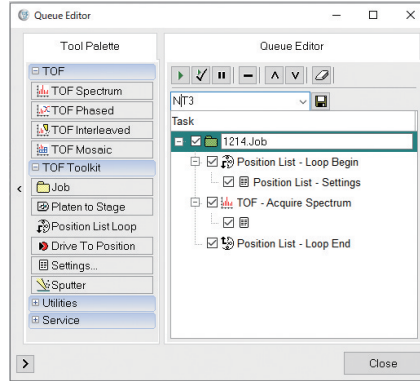 Queue Editor
Tool Palette
Queue Editor
TOF
TOF Spectrum
TOF Phased
TOF Interleaved
TOF Mosaic
TOF Toolkit
Job
Platen to Stage
Position List Loop
Drive To Position
Settings...
Sputter
Utilities
Service
NT3
Task
1214.Job
Position List - Loop Begin
Position List - Settings
TOF - Acquire Spectrum
Position List - Loop End
Close